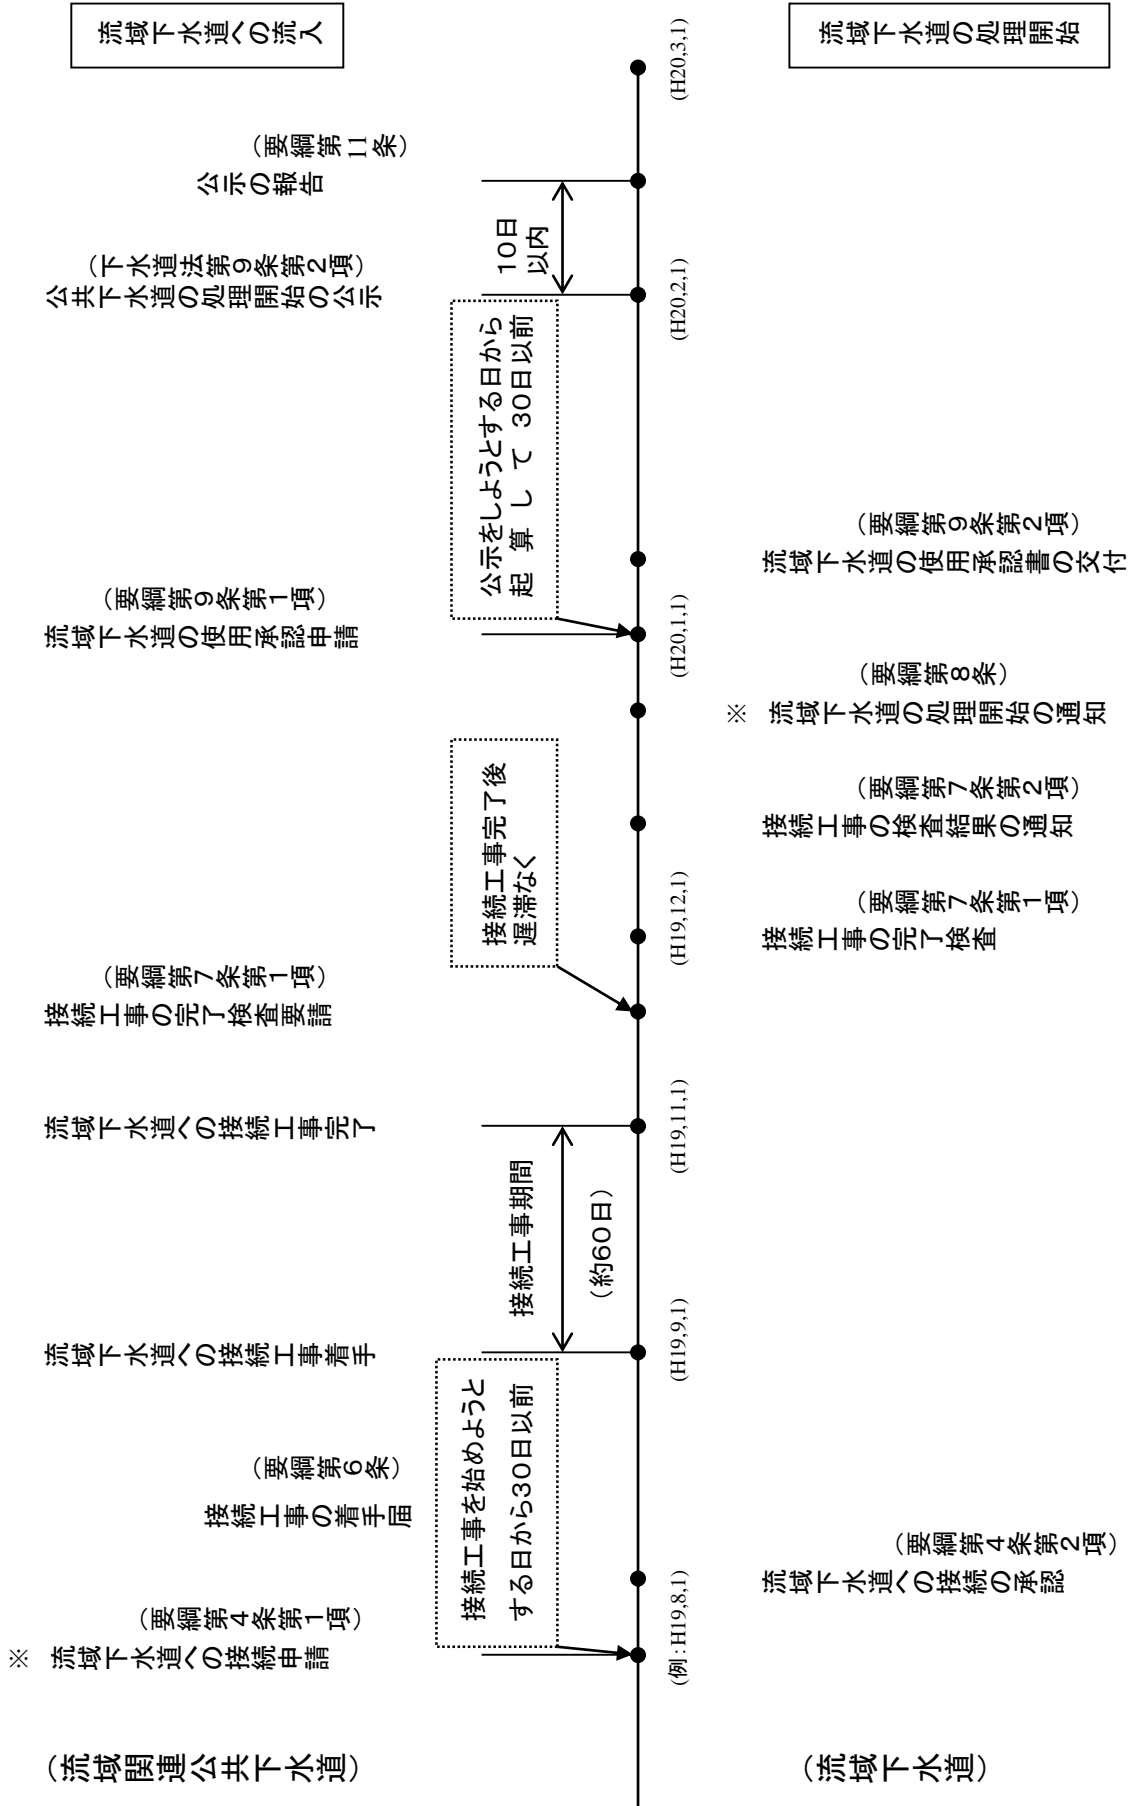 (流域関連公共下水道)
※ 流域下水道への接続申請
(要綱第4条第1項)
接続工事の着手届
(要綱第6条)
流域下水道への接続工事着手
流域下水道への接続工事完了
接続工事の完了検査要請
(要綱第7条第1項)
流域下水道の使用承認申請
(要綱第9条第1項)
公共下水道の処理開始の公示
(下水道法第9条第2項)
公示の報告
(要綱第11条)
流域下水道への流入
接続工事を始めようと
する日から30日以前
接続工事期間
(約60日)
接続工事完了後
遅滞なく
公示をしようとする日から
起算して 30日以前
10日
以内
(例:H19,8,1)
(H19,9,1)
(H19,11,1)
(H19,12,1)
(H20,1,1)
(H20,2,1)
(H20,3,1)
(流域下水道)
流域下水道への接続の承認
(要綱第4条第2項)
接続工事の完了検査
(要綱第7条第1項)
接続工事の検査結果の通知
(要綱第7条第2項)
※ 流域下水道の処理開始の通知
(要綱第8条)
流域下水道の使用承認書の交付
(要綱第9条第2項)
流域下水道の処理開始